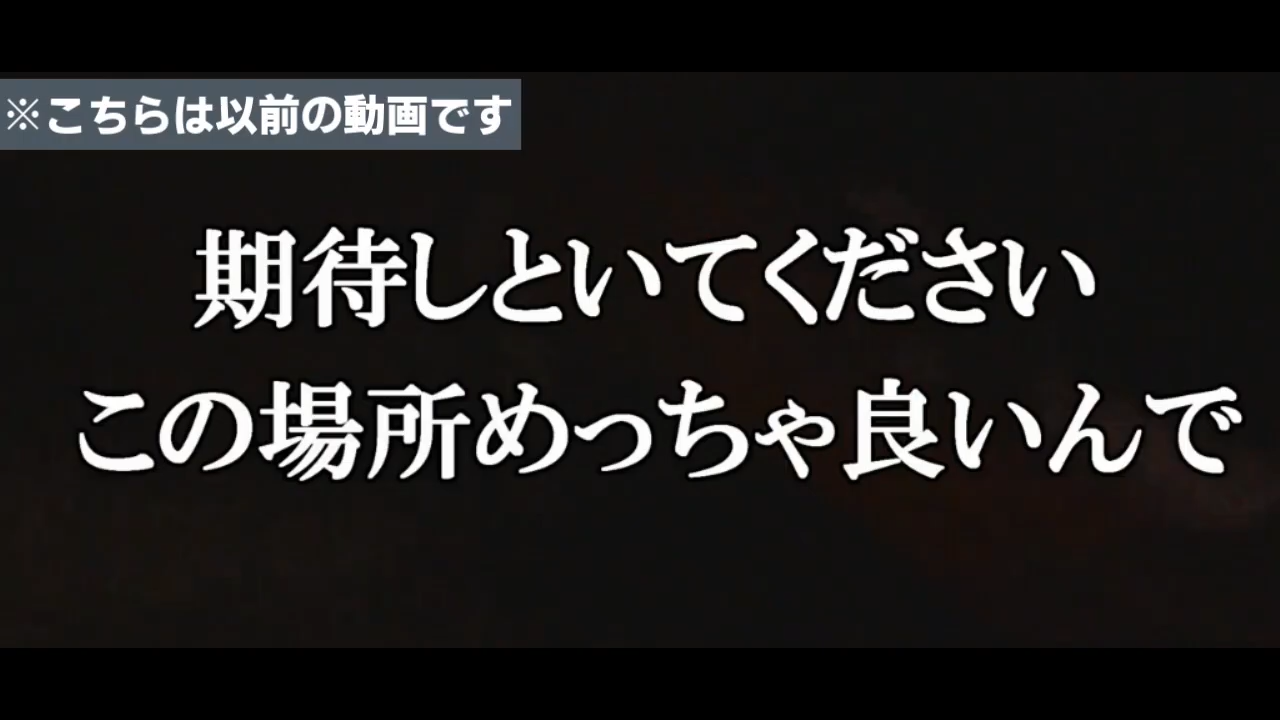 ※こちらは以前の動画です
期待しといてください
この場所めっちゃ良いんで